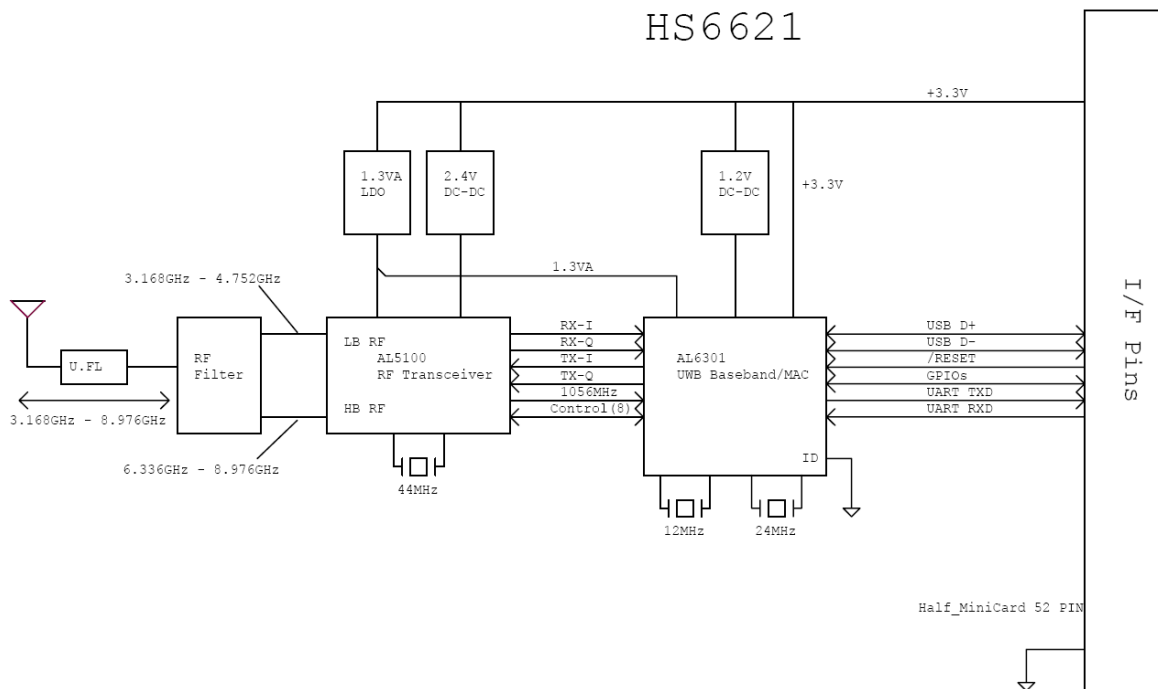 HS6621
+3.3V
1.3VA
LDO
2.4V
DC-DC
1.2V
DC-DC
+3.3V
1.3VA
3.168GHz - 4.752GHz
U.FL
3.168GHz - 8.976GHz
RF
Filter
6.336GHz - 8.976GHz
LB RF
AL5100
RF Transceiver
HB RF
44MHz
RX-I
RX-Q
TX-I
TX-Q
1056MHz
Control(8)
AL6301
UWB Baseband/MAC
ID
12MHz
24MHz
USB D+
USB D-
/RESET
GPIOs
UART TXD
UART RXD
I/F Pins
Half_MiniCard 52 PIN